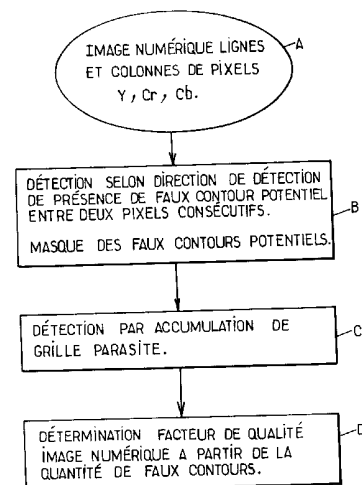 IMAGE NUMÉRIQUE LIGNES
ET COLONNES DE PIXELS
Y, Cr, Cb.
A
DÉTECTION SELON DIRECTION DE DÉTECTION
DE PRÉSENCE DE FAUX CONTOUR POTENTIEL
ENTRE DEUX PIXELS CONSÉCUTIFS.
MASQUE DES FAUX CONTOURS POTENTIELS.
B
DÉTECTION PAR ACCUMULATION DE
GRILLE PARASITE.
C
DÉTERMINATION FACTEUR DE QUALITÉ
IMAGE NUMÉRIQUE A PARTIR DE LA
QUANTITÉ DE FAUX CONTOURS.
D